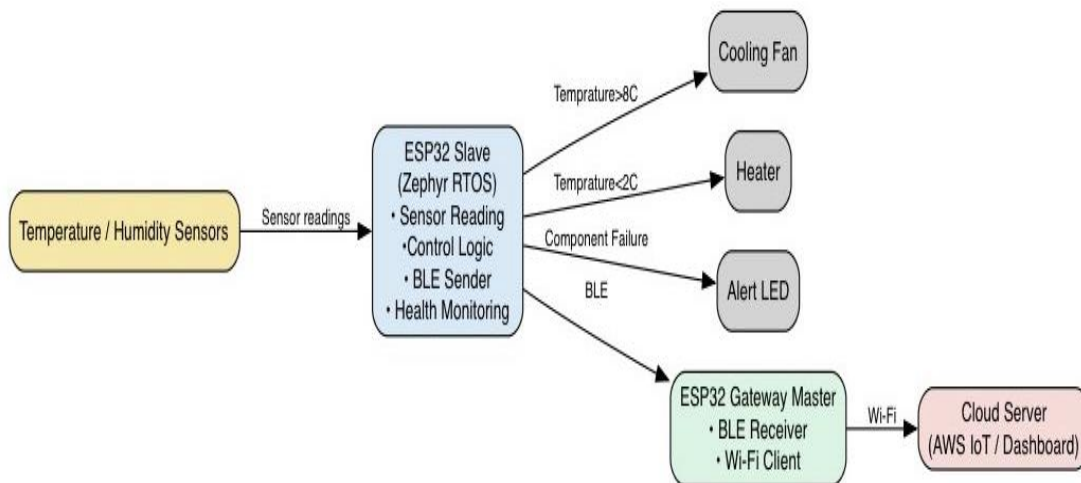 Cooling Fan
Temprature>8C
ESP32 Slave
(Zephyr RTOS)
• Sensor Reading
•Control Logic
• BLE Sender
• Health Monitoring
Temprature<2C
Heater
Temperature / Humidity Sensors
Sensor readings
Component Failure
Alert LED
BLE
ESP32 Gateway Master
• BLE Receiver
• Wi-Fi Client
Wi-Fi
Cloud Server
(AWS IoT / Dashboard)